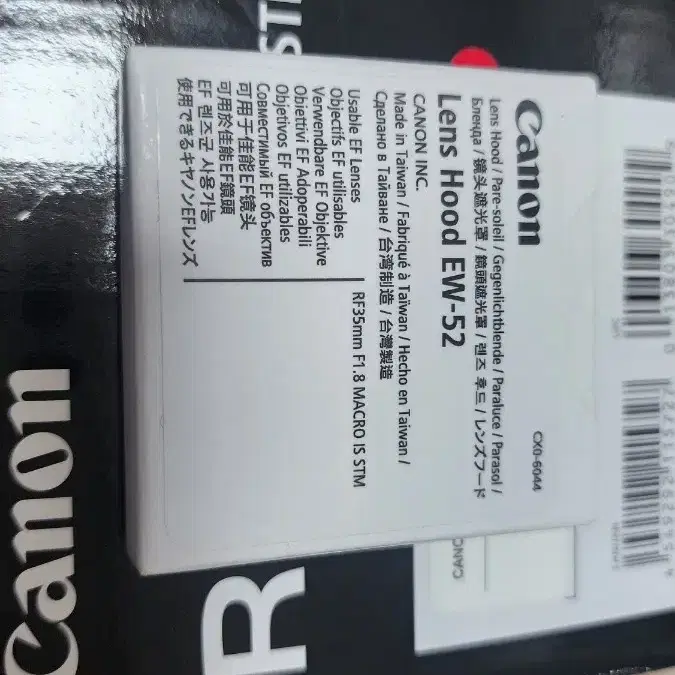 Canon
Lens Hood / Pare-soleil / Gegenlichtblende / Paraluce / Parasol /
Бленда / 镜头遮光罩 / 鏡頭遮光罩 / 렌즈 후드 / レンズフード
CX0-6044
Lens Hood EW-52
CANON INC.
Made in Taiwan / Fabriqué à Taïwan / Hecho en Taiwan /
Сделано в Тайване / 台湾制造 / 台灣製造
Usable EF Lenses
Objectifs EF utilisables
Verwendbare EF Objektive
Obiettivi EF Adoperabili
Objetivos EF utilizables
Совместимый EF объектив
可用于佳能EF镜头
可用於佳能EF鏡頭
EF 렌즈군 사용가능
使用できるキヤノンEFレンズ
RF35mm F1.8 MACRO IS STM
Canon
R
ST
CANO